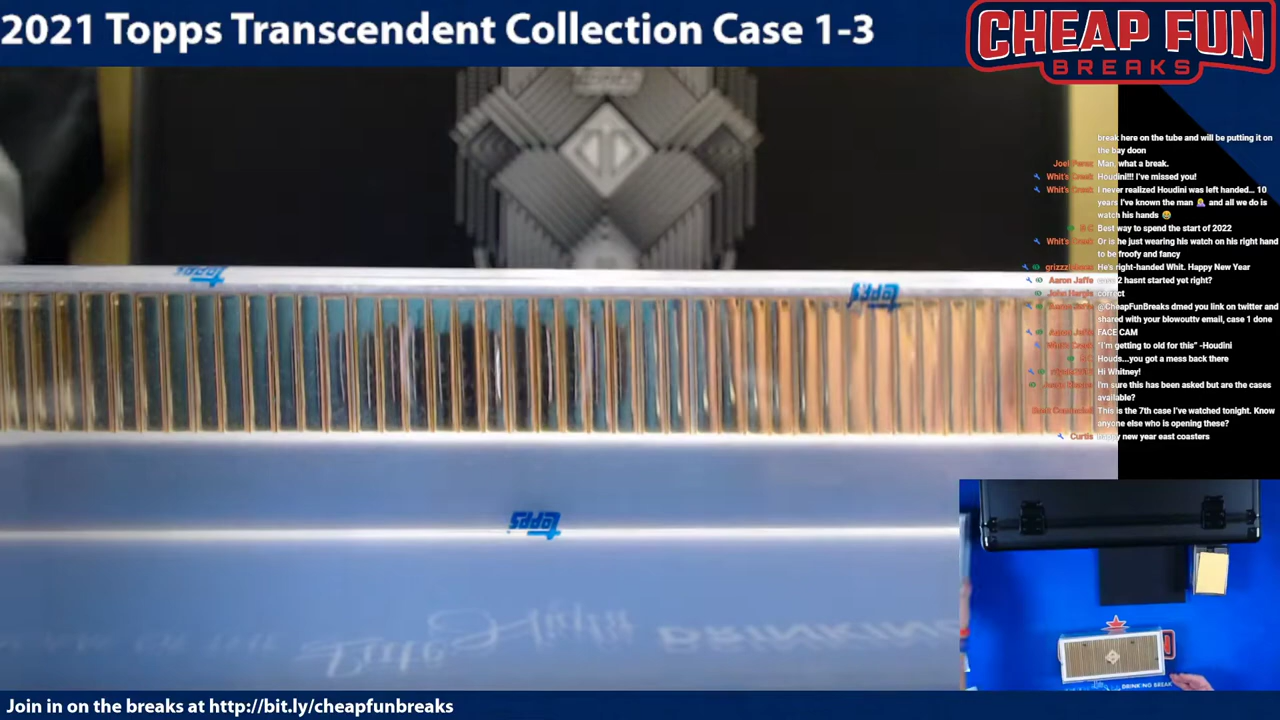 2021 Topps Transcendent Collection Case 1-3
CHEAP FUN
BREAKS
break here on the tube and will be putting it on
the bay doon
Man, what a break.
Houdini!!! I've missed you!
I never realized Houdini was left handed... 10
years I've known the man 🤷‍♀️ and all we do is
watch his hands 😂
Best way to spend the start of 2022
Or is he just wearing his watch on his right hand
to be froofy and fancy
He's right-handed Whit. Happy New Year
Aaron Jaffe 2 hasnt started yet right?
correct
@CheapFunBreaks dmed you link on twitter and
shared with your blowouttv email, case 1 done
FACE CAM
"I'm getting to old for this" -Houdini
Houds...you got a mess back there
Hi Whitney!
I'm sure this has been asked but are the cases
available?
This is the 7th case I've watched tonight. Know
anyone else who is opening these?
Curtis new year east coasters
topps
topps
topps
DRINKING
DRINKING BREAK
Join in on the breaks at http://bit.ly/cheapfunbreaks